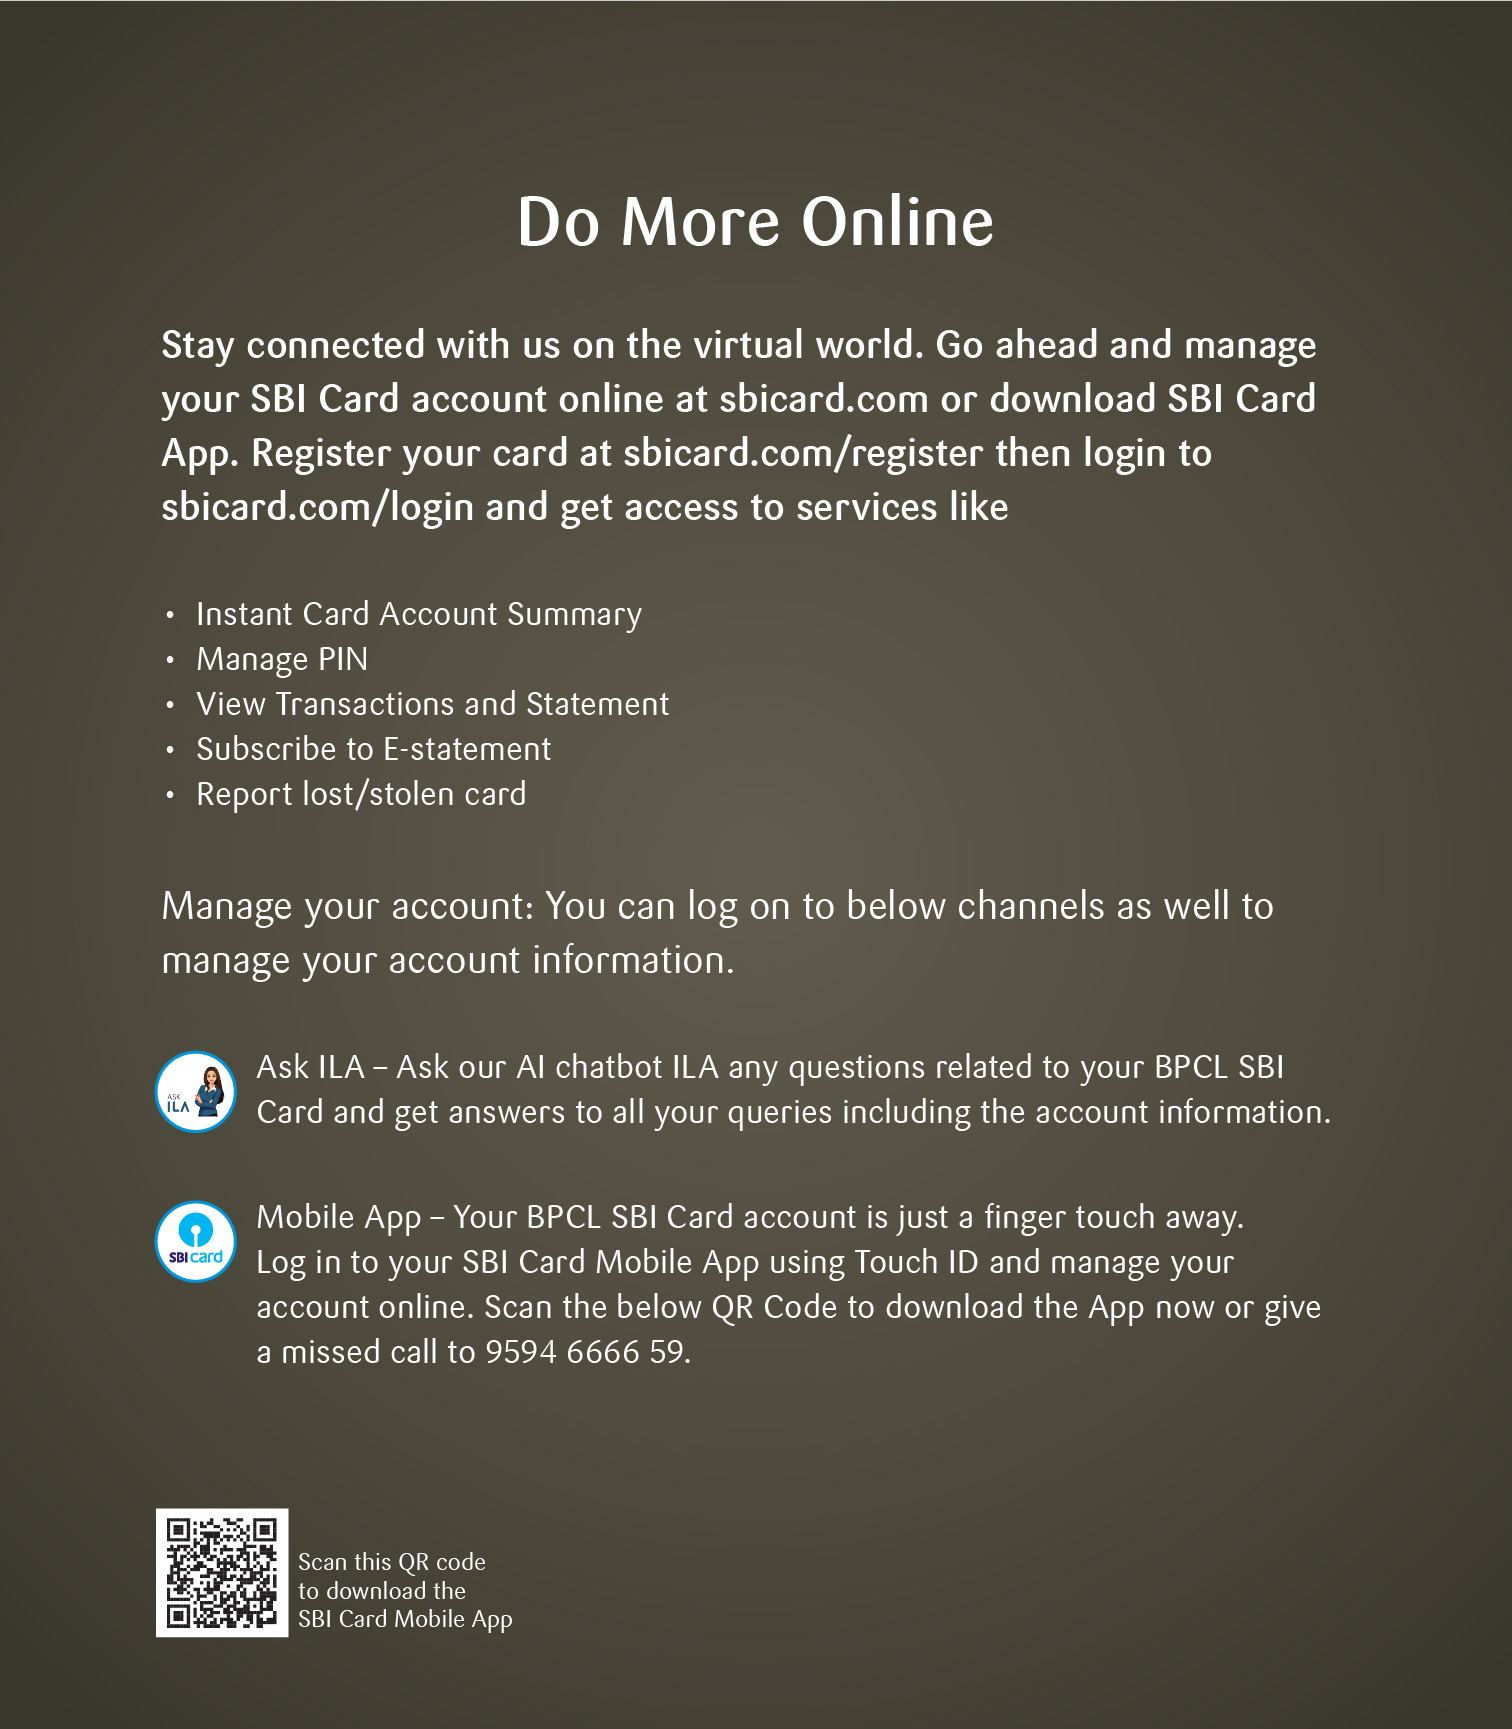 Do More Online
Stay connected with us on the virtual world. Go ahead and manage
your SBI Card account online at sbicard.com or download SBI Card
App. Register your card at sbicard.com/register then login to
sbicard.com/login and get access to services like
• Instant Card Account Summary
• Manage PIN
• View Transactions and Statement
• Subscribe to E-statement
• Report lost/stolen card
Manage your account: You can log on to below channels as well to
manage your account information.
ASK
ILA
Ask ILA – Ask our AI chatbot ILA any questions related to your BPCL SBI
Card and get answers to all your queries including the account information.
SBI card
Mobile App – Your BPCL SBI Card account is just a finger touch away.
Log in to your SBI Card Mobile App using Touch ID and manage your
account online. Scan the below QR Code to download the App now or give
a missed call to 9594 6666 59.
Scan this QR code
to download the
SBI Card Mobile App